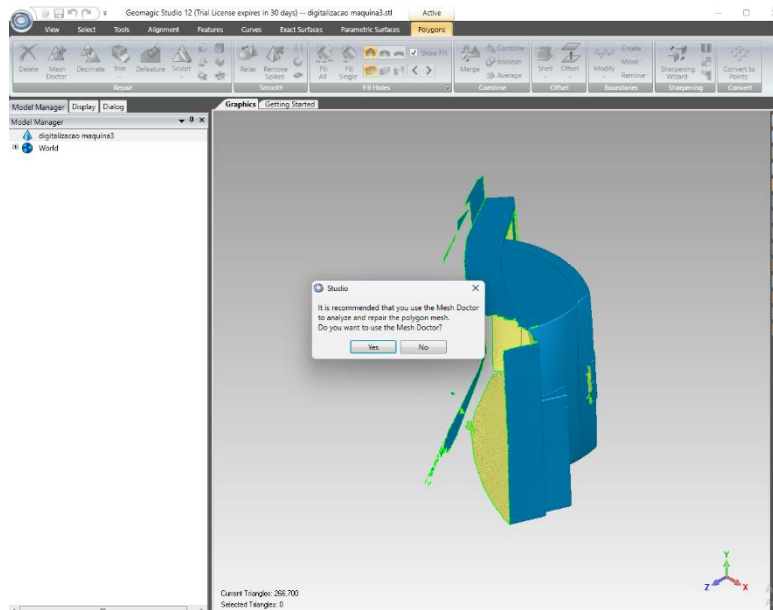 Geomagic Studio 12 (Trial License expires in 30 days) -- digitalizacao maquina3.stl
Active
View Select Tools Alignment Features Curves Exact Surfaces Parametric Surfaces Polygons
Delete Mesh Doctor Decimate Trim Defeature Sculpt
Relax Remove Spikes
Fill All Fill Single Show Fill
Merge Combine Boolean Average
Shell Offset
Modify Create Move Remove
Sharpening Wizard
Convert to Points
Repair Smooth Fill Holes Combine Offset Boundaries Sharpening Convert
Model Manager Display Dialog
Graphics Getting Started
Model Manager
digitalizacao maquina3
World
Studio
It is recommended that you use the Mesh Doctor
to analyze and repair the polygon mesh.
Do you want to use the Mesh Doctor?
Yes No
Y
Z X
Current Triangles: 266.700
Selected Triangles: 0